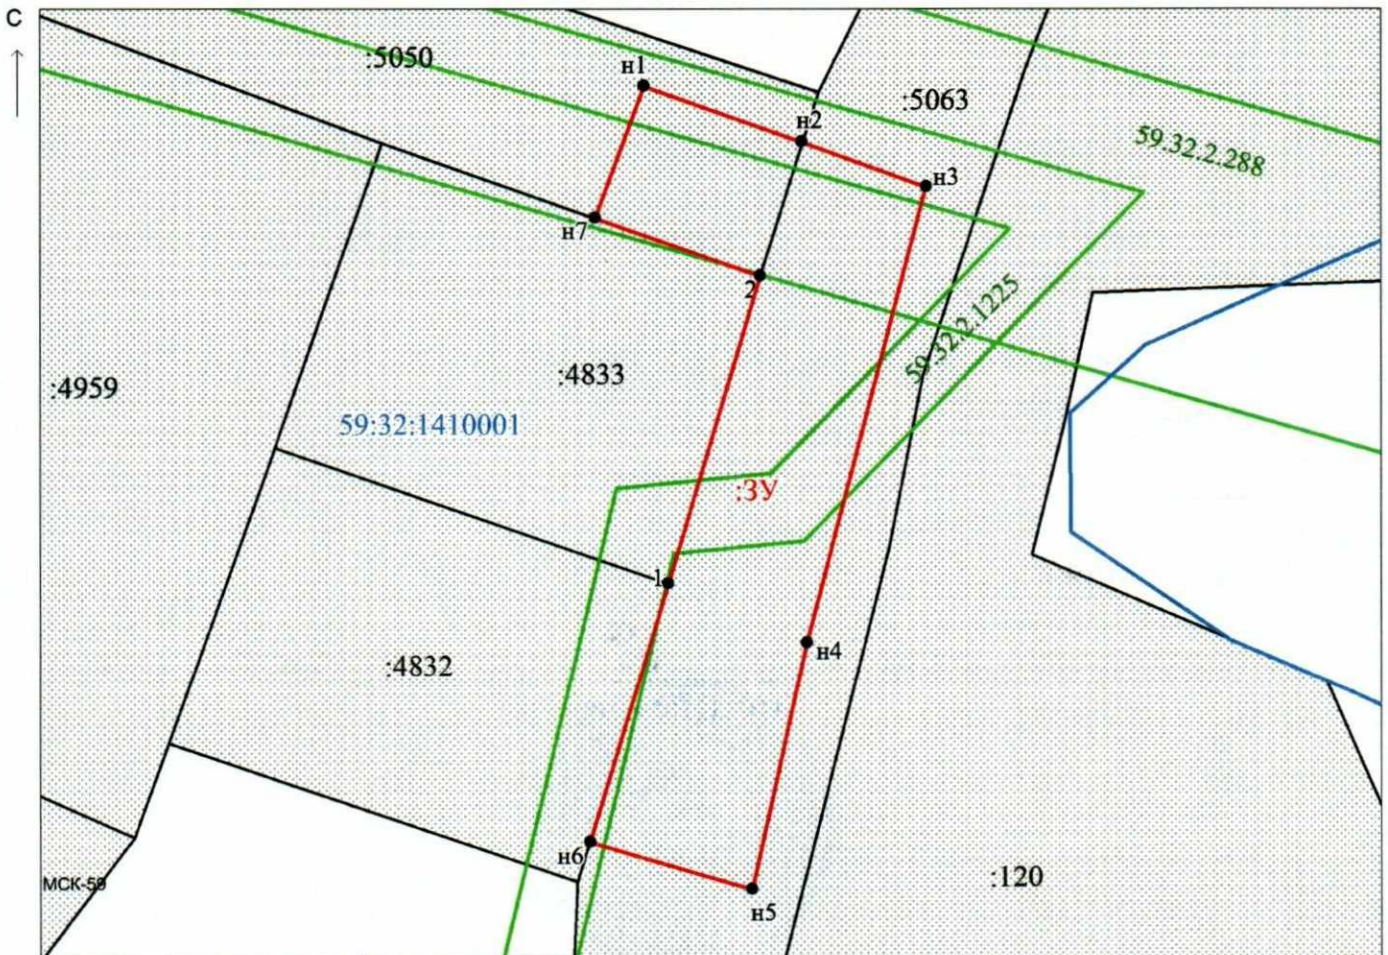 С
:5050
н1
:5063
н2
59.32.2.288
н3
н7
2
59.32.2.1225
:4833
:4959
59:32:1410001
:ЗУ
1
н4
:4832
н6
:120
МСК-59
н5